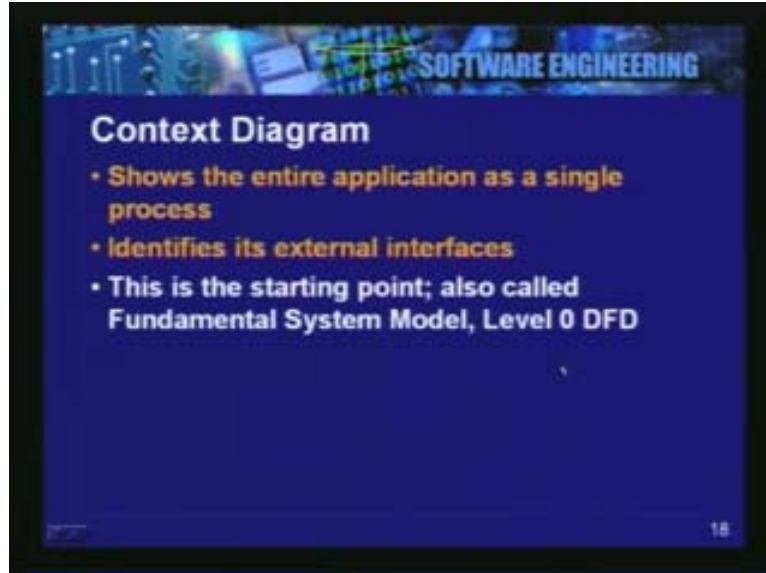 SOFTWARE ENGINEERING
Context Diagram
• Shows the entire application as a single
process
• Identifies its external interfaces
• This is the starting point; also called
Fundamental System Model, Level 0 DFD
18